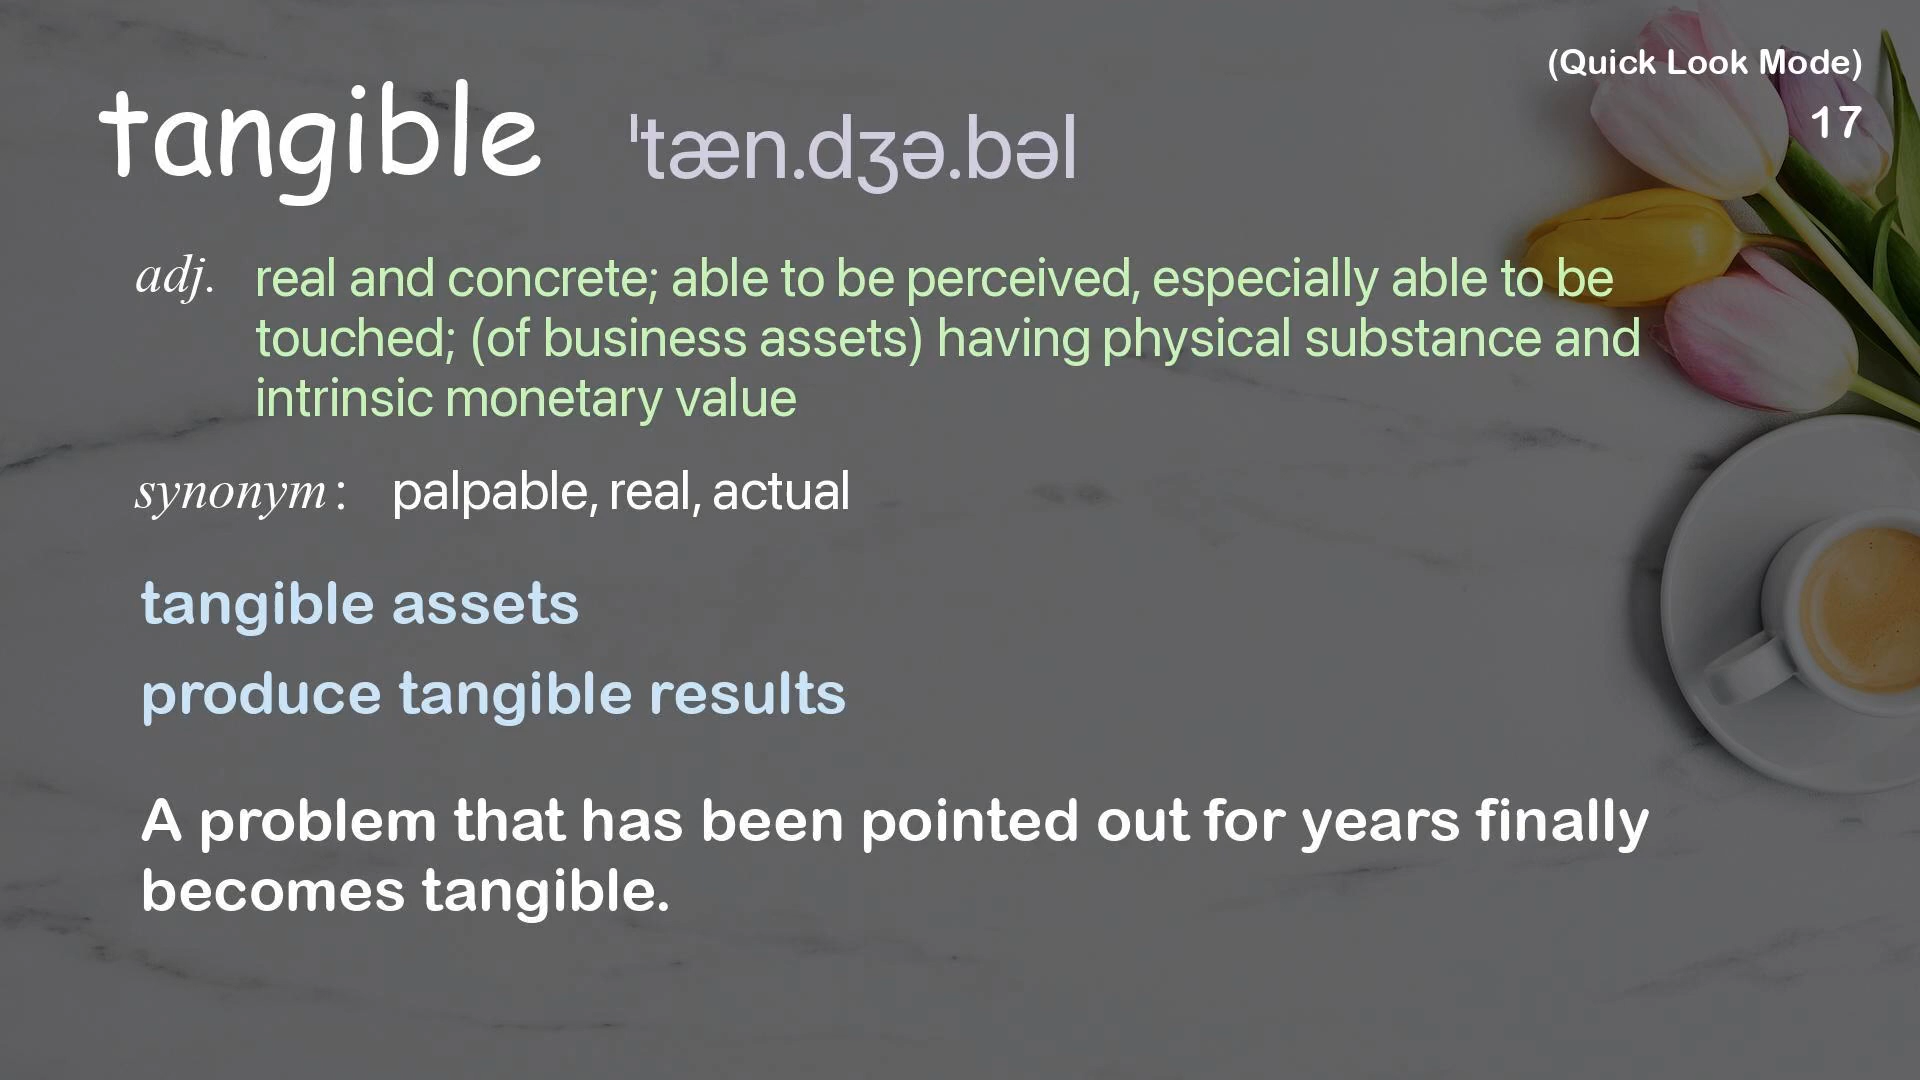 (Quick Look Mode)
17
tangible ˈtæn.dʒə.bəl
adj. real and concrete; able to be perceived, especially able to be
touched; (of business assets) having physical substance and
intrinsic monetary value
synonym: palpable, real, actual
tangible assets
produce tangible results
A problem that has been pointed out for years finally
becomes tangible.